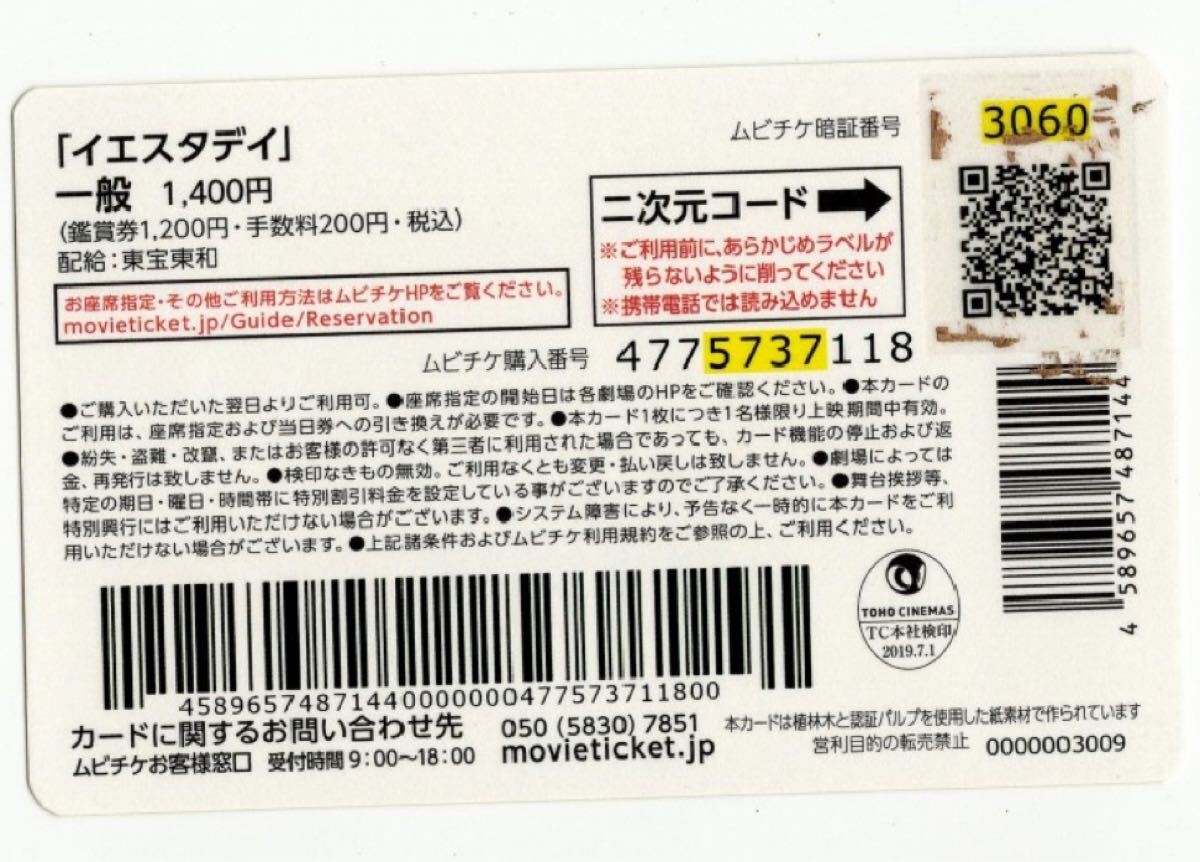 「イエスタデイ」
一般 1,400円
(鑑賞券1,200円・手数料200円・税込)
配給：東宝東和
お座席指定・その他ご利用方法はムビチケHPをご覧ください。
movieticket.jp/Guide/Reservation
ムビチケ暗証番号
3060
二次元コード
※ご利用前に、あらかじめラベルが
残らないように削ってください
※携帯電話では読み込めません
ムビチケ購入番号 4775737118
●ご購入いただいた翌日よりご利用可。●座席指定の開始日は各劇場のHPをご確認ください。●本カードの
ご利用は、座席指定および当日券への引き換えが必要です。●本カード1枚につき1名様限り上映期間中有効。
●紛失・盗難・改竄、またはお客様の許可なく第三者に利用された場合であっても、カード機能の停止および返
金、再発行は致しません。●検印なきもの無効。ご利用なくとも変更・払い戻しは致しません。●劇場によっては
特定の期日・曜日・時間帯に特別割引料金を設定している事がございますのでご了承ください。●舞台挨拶等、
特別興行にはご利用いただけない場合がございます。●システム障害により、予告なく一時的に本カードをご利
用いただけない場合がございます。●上記諸条件およびムビチケ利用規約をご参照の上、ご利用ください。
4 589657 487144
TOHO CINEMAS
TC本社検印
2019.7.1
45896574871440000000477573711800
カードに関するお問い合わせ先 050 (5830) 7851
ムビチケお客様窓口 受付時間 9:00〜18:00 movieticket.jp
本カードは植林木と認証パルプを使用した紙素材で作られています
営利目的の転売禁止 0000003009